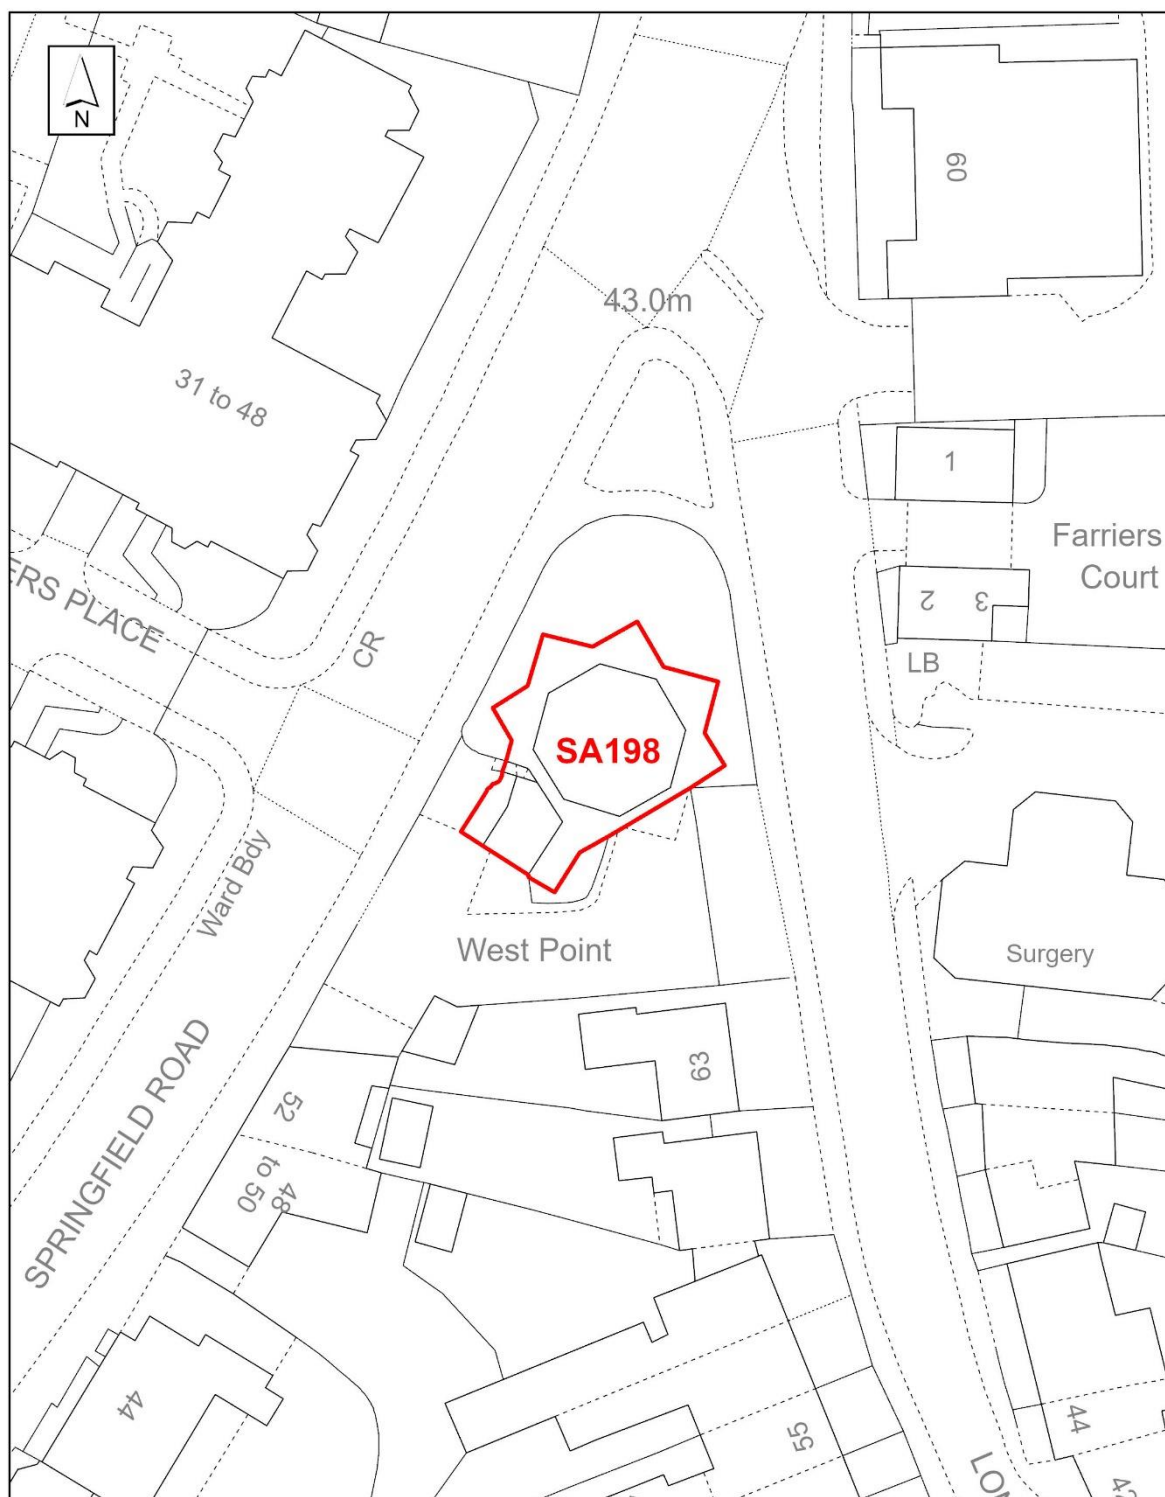 N
60
43.0m
31 to 48
1
Farriers
Court
ERS PLACE
2
3
CR
LB
SA198
Ward Bdy
West Point
Surgery
SPRINGFIELD ROAD
63
52
48
to 50
44
55
44
LON